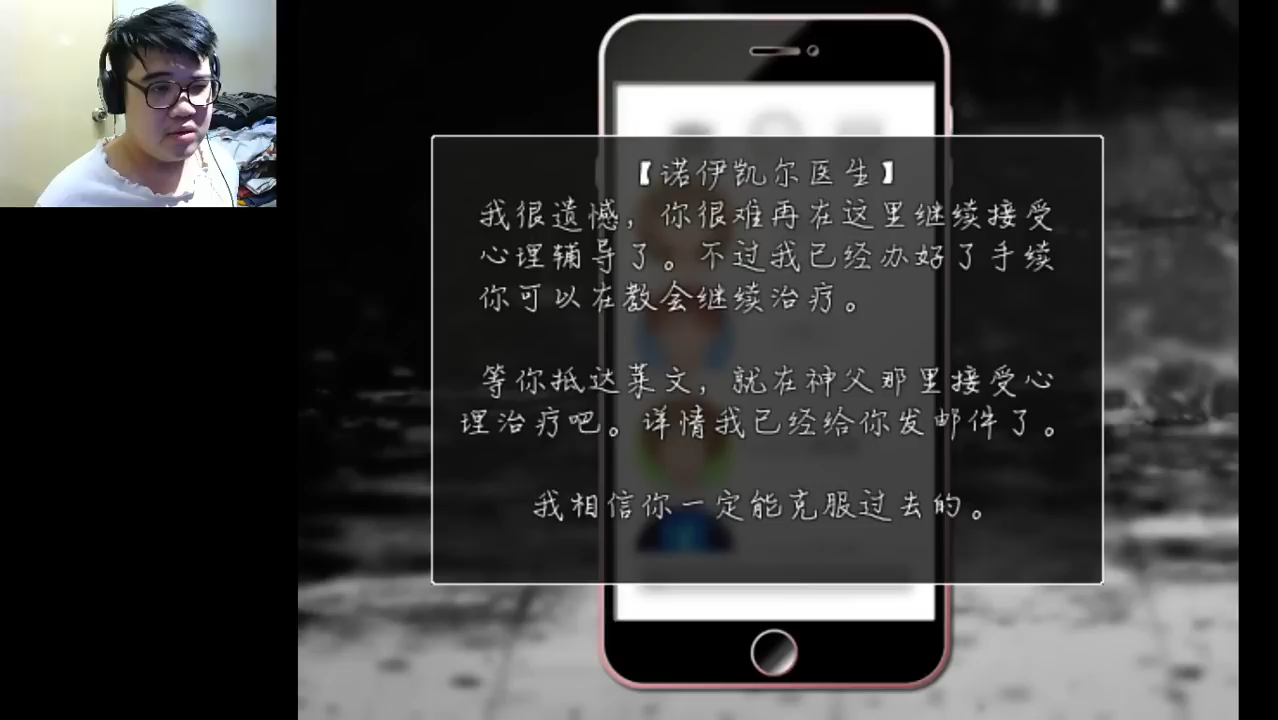 【诺伊凯尔医生】
我很遗憾，你很难再在这里继续接受
心理辅导了。不过我已经办好了手续
你可以在教会继续治疗。
等你抵达莱文，就在神父那里接受心
理治疗吧。详情我已经给你发邮件了。
我相信你一定能克服过去的。